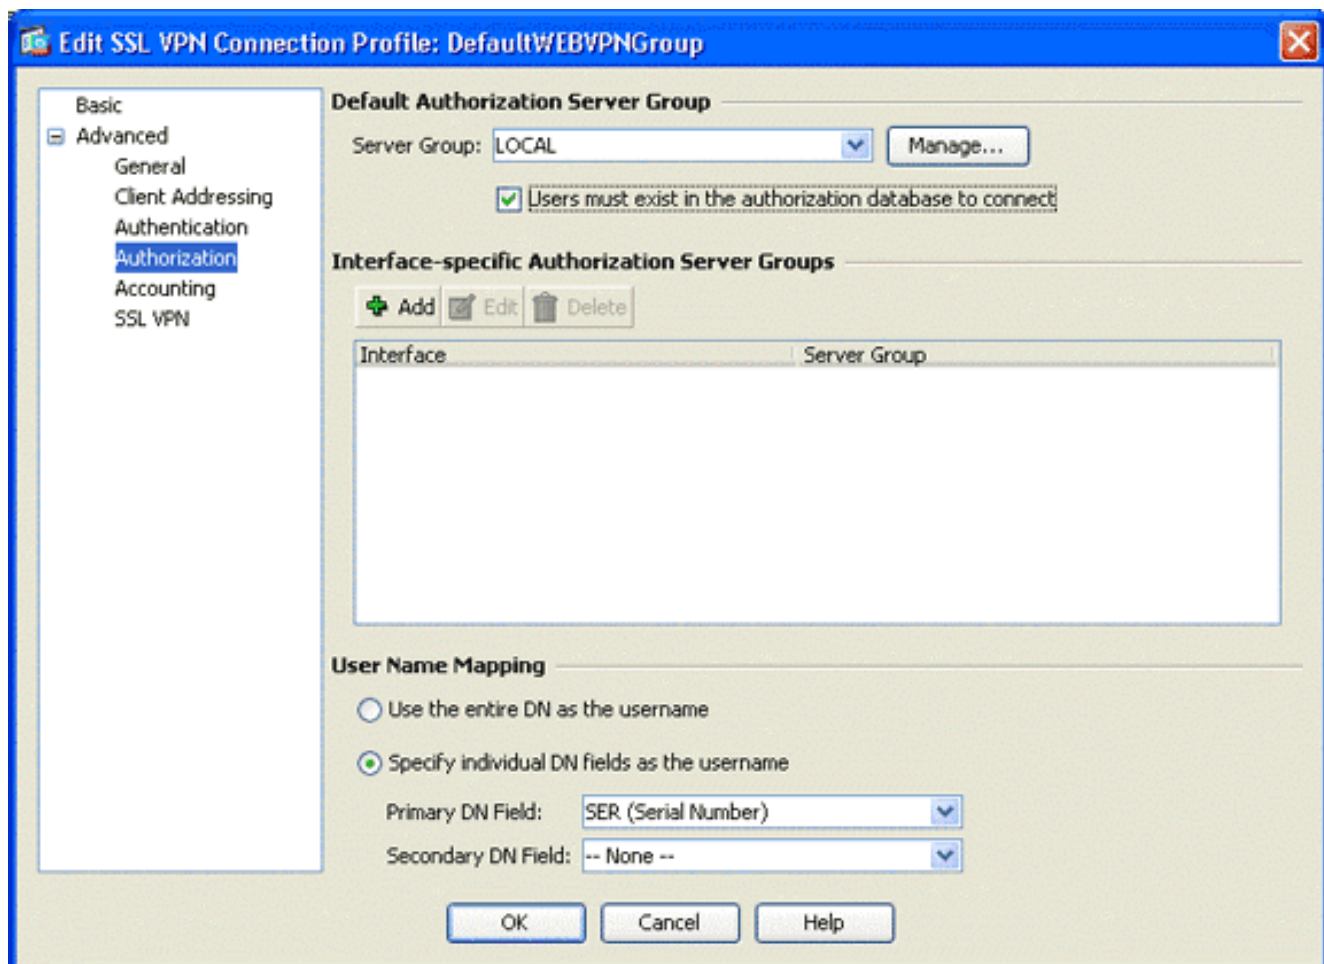 Edit SSL VPN Connection Profile: DefaultWEBVPNGroup
Basic
Advanced
General
Client Addressing
Authentication
Authorization
Accounting
SSL VPN
Default Authorization Server Group
Server Group: LOCAL Manage...
Users must exist in the authorization database to connect
Interface-specific Authorization Server Groups
Add Edit Delete
Interface Server Group
User Name Mapping
Use the entire DN as the username
Specify individual DN fields as the username
Primary DN Field: SER (Serial Number)
Secondary DN Field: -- None --
OK Cancel Help